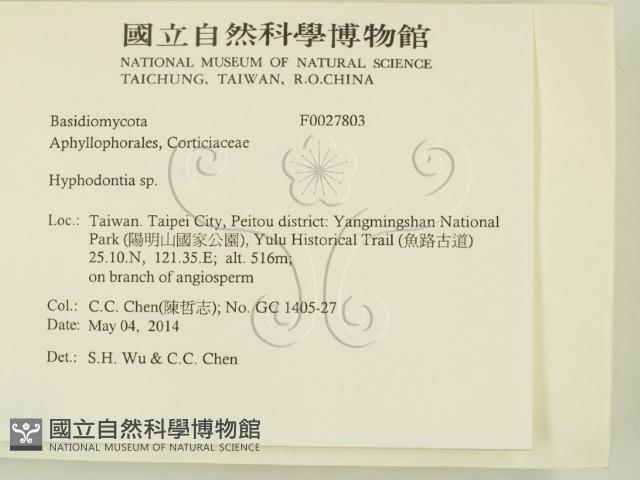 國立自然科學博物館
NATIONAL MUSEUM OF NATURAL SCIENCE
TAICHUNG, TAIWAN, R.O.CHINA
Basidiomycota F0027803
Aphyllophorales, Corticiaceae
Hyphodontia sp.
Loc.: Taiwan. Taipei City, Peitou district: Yangmingshan National
Park (陽明山國家公園), Yulu Historical Trail (魚路古道)
25.10.N, 121.35.E; alt. 516m;
on branch of angiosperm
Col.: C.C. Chen(陳哲志); No. GC 1405-27
Date: May 04, 2014
Det.: S.H. Wu & C.C. Chen
國立自然科學博物館
NATIONAL MUSEUM OF NATURAL SCIENCE